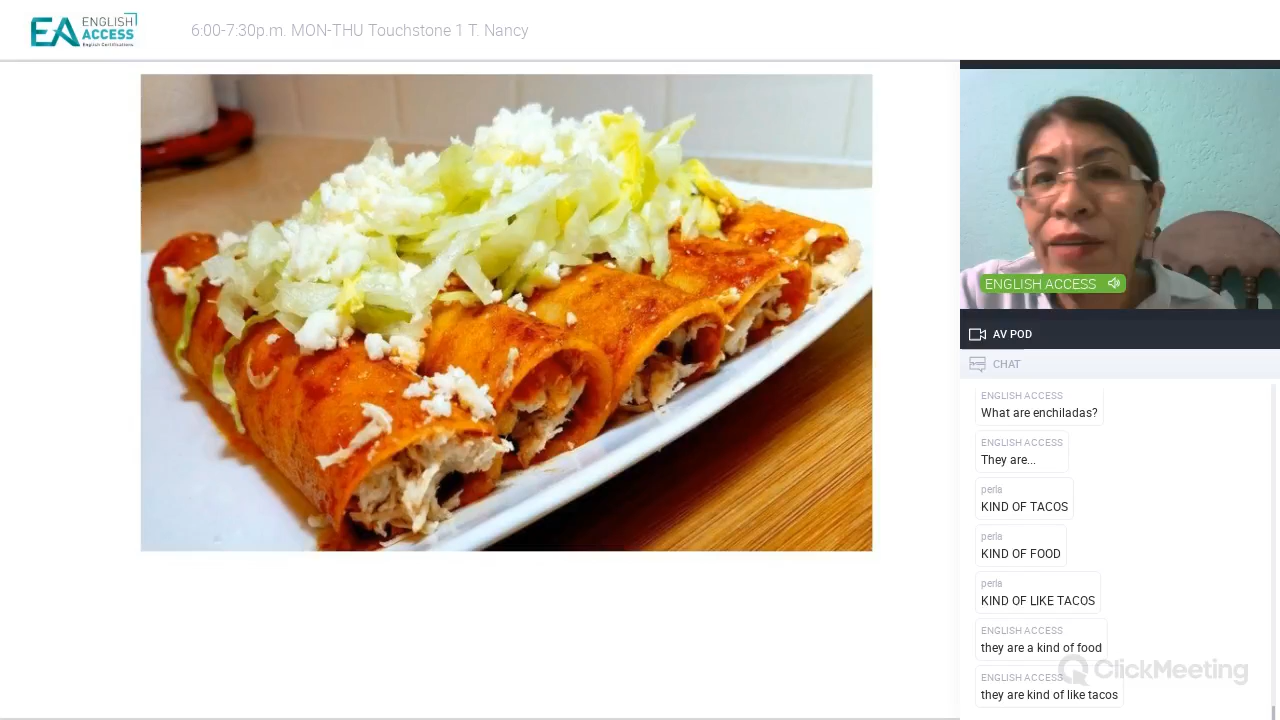 EA ENGLISH
ACCESS
English Certifications
6:00-7:30p.m. MON-THU Touchstone 1 T. Nancy
ENGLISH ACCESS
AV POD
CHAT
ENGLISH ACCESS
What are enchiladas?
ENGLISH ACCESS
They are...
perla
KIND OF TACOS
perla
KIND OF FOOD
perla
KIND OF LIKE TACOS
ENGLISH ACCESS
they are a kind of food
ENGLISH ACCESS
they are kind of like tacos
ClickMeeting